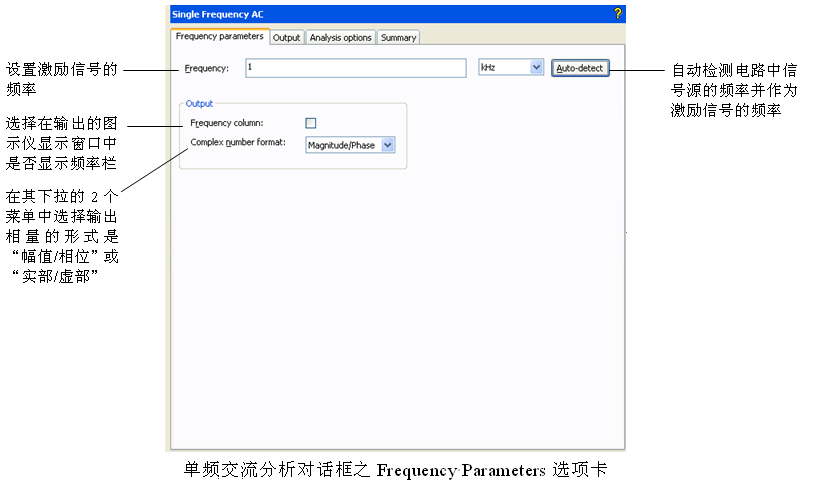 Single Frequency AC
?
Frequency parameters
Output
Analysis options
Summary
设置激励信号的
频率
Frequency:
1
kHz
Auto-detect
自动检测电路中信
号源的频率并作为
激励信号的频率
Output
选择在输出的图
示仪显示窗口中
是否显示频率栏
Frequency column:
Complex number format:
Magnitude/Phase
在其下拉的 2 个
菜单中选择输出
相量的形式是
“幅值/相位”或
“实部/虚部”
单频交流分析对话框之 Frequency Parameters 选项卡